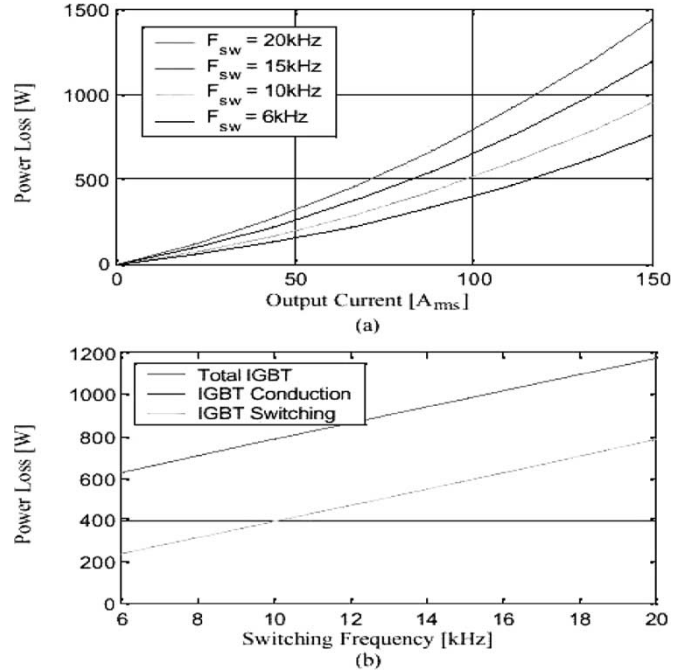 1500
1000
500
0
Power Loss [W]
F_sw = 20kHz
F_sw = 15kHz
F_sw = 10kHz
F_sw = 6kHz
0
50
100
150
Output Current [A_rms]
(a)
1200
1000
800
600
400
200
0
Power Loss [W]
Total IGBT
IGBT Conduction
IGBT Switching
6
8
10
12
14
16
18
20
Switching Frequency [kHz]
(b)